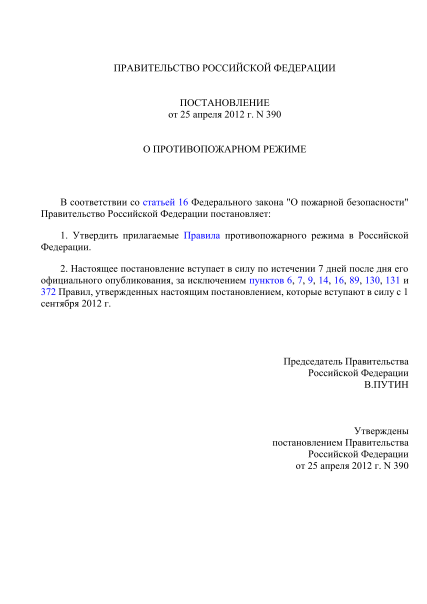 ПРАВИТЕЛЬСТВО РОССИЙСКОЙ ФЕДЕРАЦИИ
ПОСТАНОВЛЕНИЕ
от 25 апреля 2012 г. N 390
О ПРОТИВОПОЖАРНОМ РЕЖИМЕ
В соответствии со статьей 16 Федерального закона "О пожарной безопасности"
Правительство Российской Федерации постановляет:
1. Утвердить прилагаемые Правила противопожарного режима в Российской
Федерации.
2. Настоящее постановление вступает в силу по истечении 7 дней после дня его
официального опубликования, за исключением пунктов 6, 7, 9, 14, 16, 89, 130, 131 и
372 Правил, утвержденных настоящим постановлением, которые вступают в силу с 1
сентября 2012 г.
Председатель Правительства
Российской Федерации
В.ПУТИН
Утверждены
постановлением Правительства
Российской Федерации
от 25 апреля 2012 г. N 390